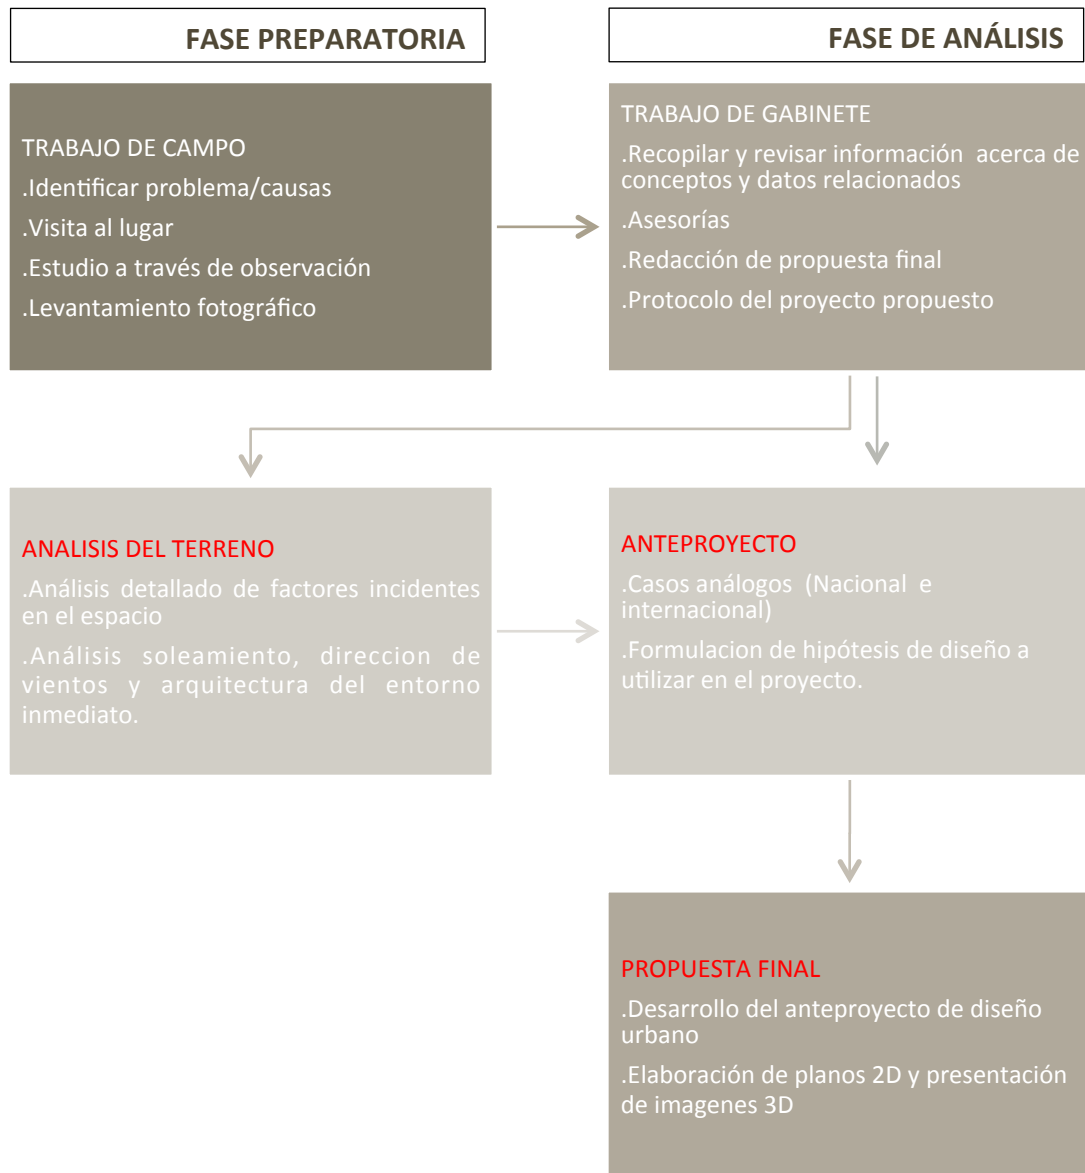 FASE PREPARATORIA
FASE DE ANÁLISIS
TRABAJO DE CAMPO
.Identificar problema/causas
.Visita al lugar
.Estudio a través de observación
.Levantamiento fotográfico
TRABAJO DE GABINETE
.Recopilar y revisar información acerca de
conceptos y datos relacionados
.Asesorías
.Redacción de propuesta final
.Protocolo del proyecto propuesto
ANALISIS DEL TERRENO
.Análisis detallado de factores incidentes
en el espacio
.Análisis soleamiento, direccion de
vientos y arquitectura del entorno
inmediato.
ANTEPROYECTO
.Casos análogos (Nacional e
internacional)
.Formulacion de hipótesis de diseño a
utilizar en el proyecto.
PROPUESTA FINAL
.Desarrollo del anteproyecto de diseño
urbano
.Elaboración de planos 2D y presentación
de imagenes 3D